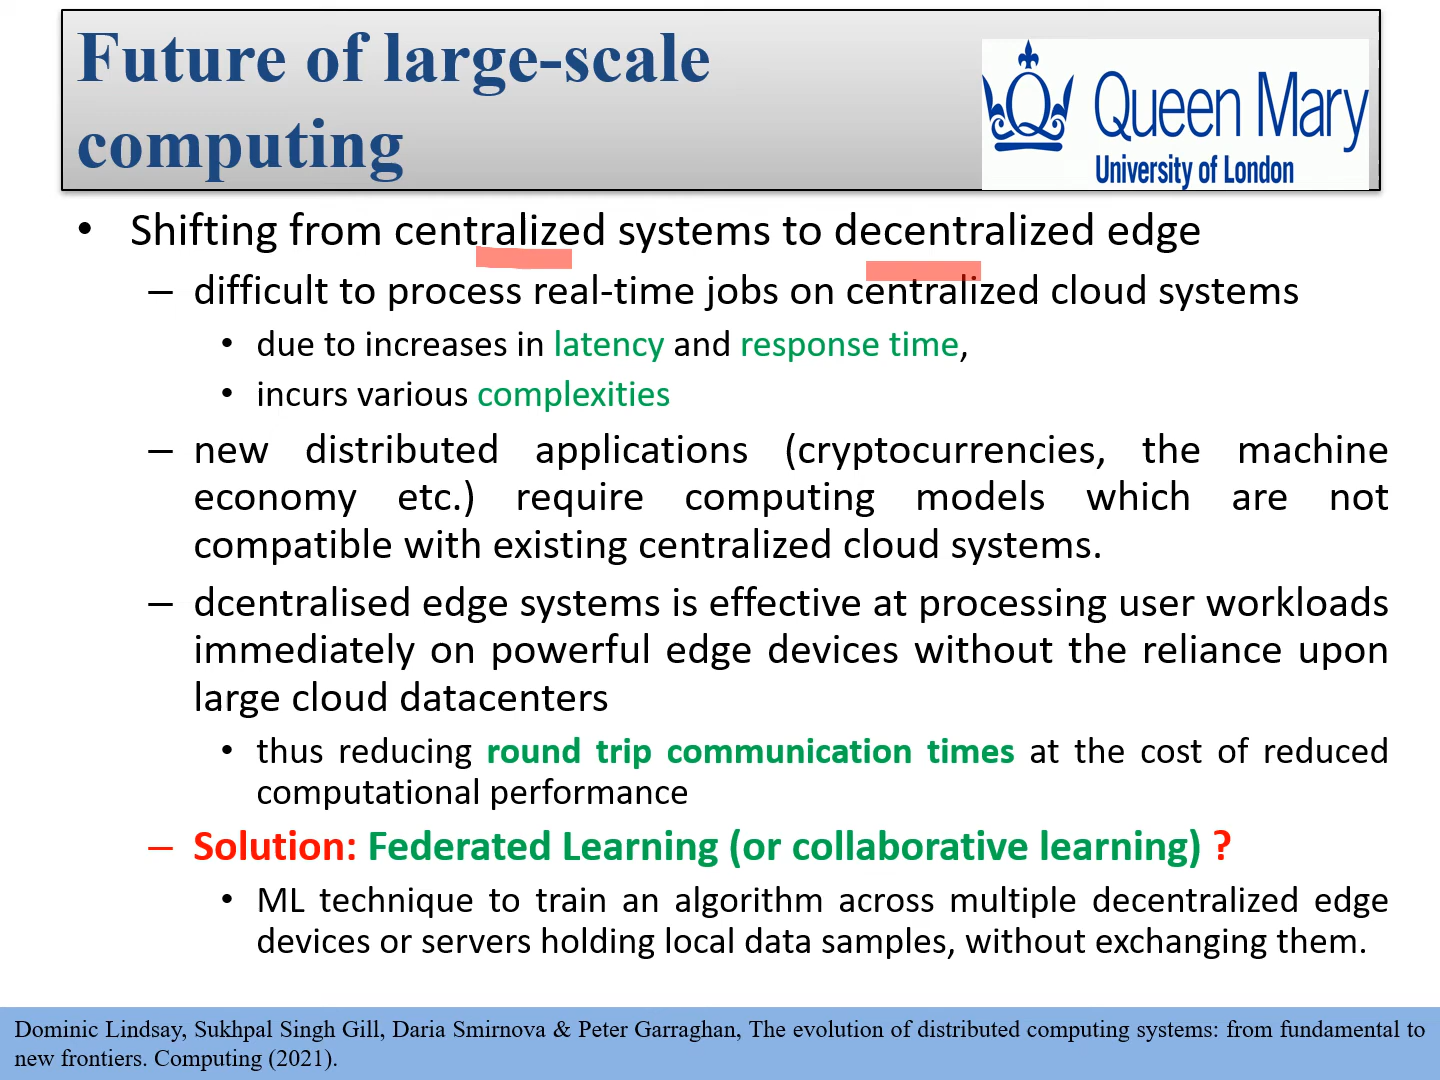 Future of large-scale
computing
Queen Mary
University of London
• Shifting from centralized systems to decentralized edge
– difficult to process real-time jobs on centralized cloud systems
• due to increases in latency and response time,
• incurs various complexities
– new distributed applications (cryptocurrencies, the machine
economy etc.) require computing models which are not
compatible with existing centralized cloud systems.
– dcentralised edge systems is effective at processing user workloads
immediately on powerful edge devices without the reliance upon
large cloud datacenters
• thus reducing round trip communication times at the cost of reduced
computational performance
– Solution: Federated Learning (or collaborative learning) ?
• ML technique to train an algorithm across multiple decentralized edge
devices or servers holding local data samples, without exchanging them.
Dominic Lindsay, Sukhpal Singh Gill, Daria Smirnova & Peter Garraghan, The evolution of distributed computing systems: from fundamental to
new frontiers. Computing (2021).